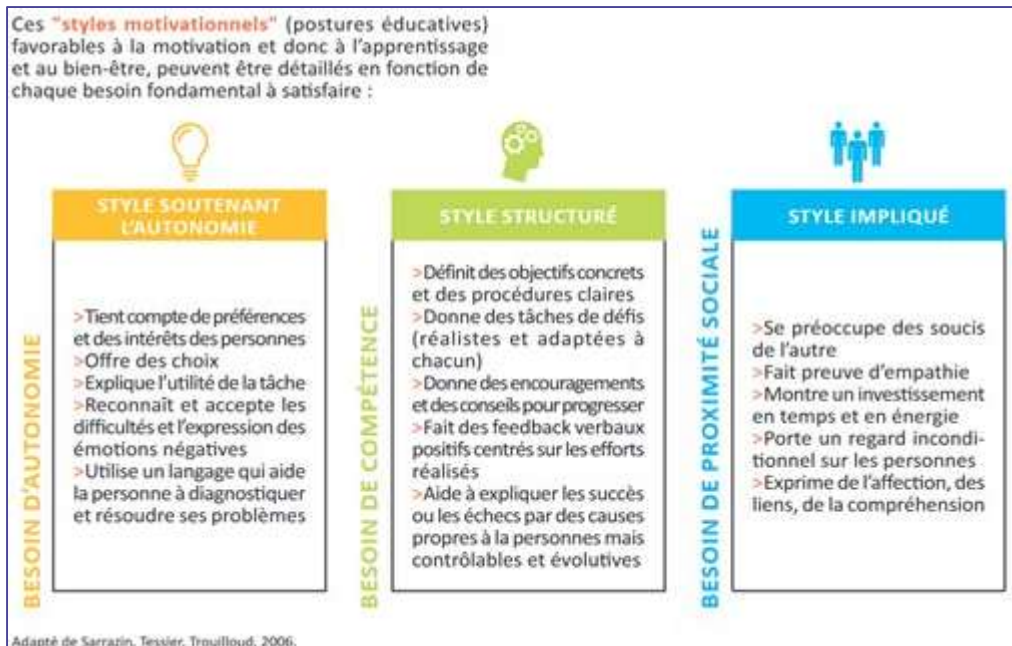 Ces "styles motivationnels" (postures éducatives)
favorables à la motivation et donc à l'apprentissage
et au bien-être, peuvent être détaillés en fonction de
chaque besoin fondamental à satisfaire :
BESOIN D'AUTONOMIE
STYLE SOUTENANT
L'AUTONOMIE
>Tient compte de préférences
et des intérêts des personnes
>Offre des choix
>Explique l'utilité de la tâche
>Reconnaît et accepte les
difficultés et l'expression des
émotions négatives
>Utilise un langage qui aide
la personne à diagnostiquer
et résoudre ses problèmes
BESOIN DE COMPÉTENCE
STYLE STRUCTURÉ
>Définit des objectifs concrets
et des procédures claires
>Donne des tâches de défis
(réalistes et adaptées à
chacun)
>Donne des encouragements
et des conseils pour progresser
>Fait des feedback verbaux
positifs centrés sur les efforts
réalisés
>Aide à expliquer les succès
ou les échecs par des causes
propres à la personnes mais
contrôlables et évolutives
BESOIN DE PROXIMITÉ SOCIALE
STYLE IMPLIQUÉ
>Se préoccupe des soucis
de l'autre
>Fait preuve d'empathie
>Montre un investissement
en temps et en énergie
>Porte un regard incondi-
tionnel sur les personnes
>Exprime de l'affection, des
liens, de la compréhension
Adapté de Sarrazin, Tessier, Trouilloud, 2006.